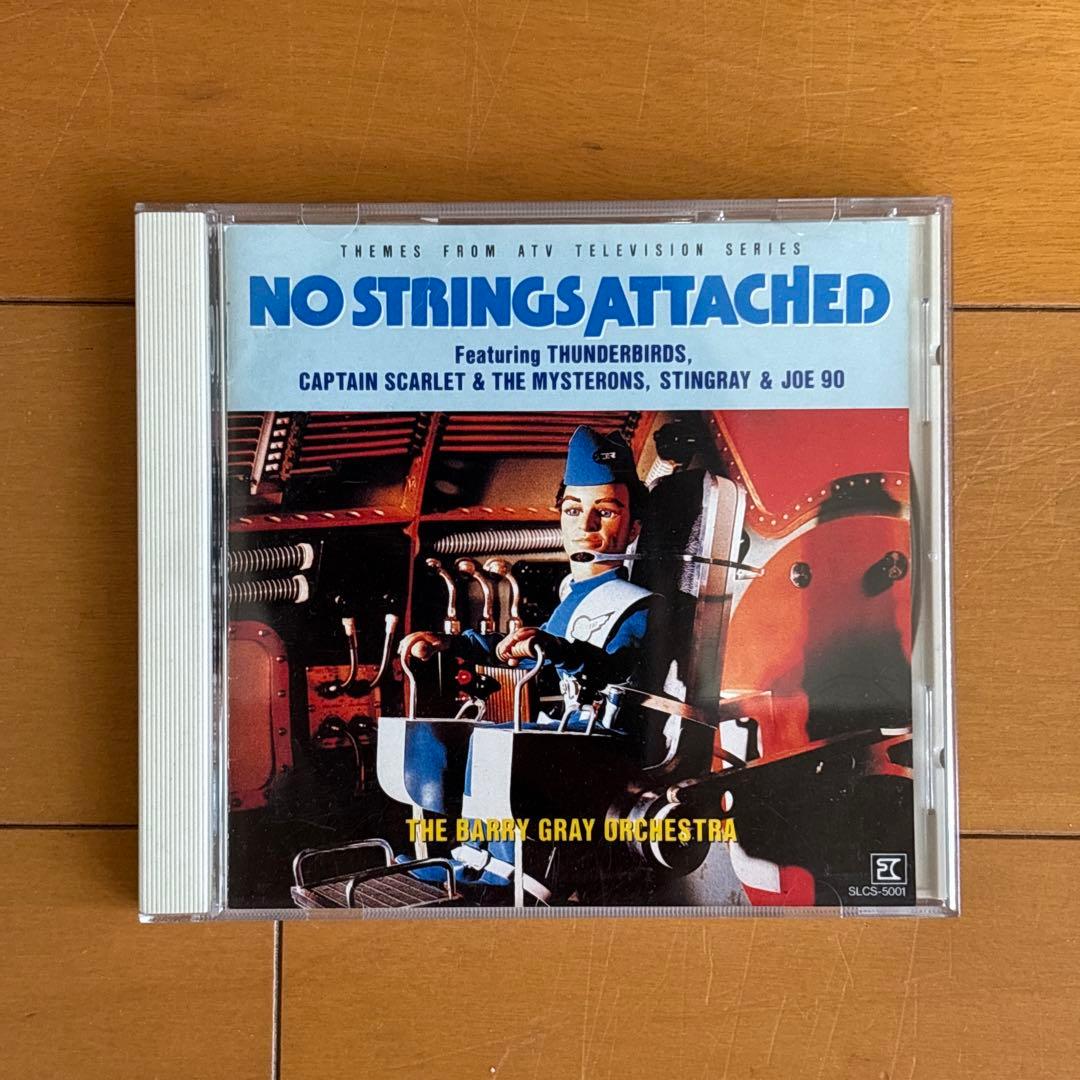 THEMES FROM ATV TELEVISION SERIES
NO STRINGS ATTACHED
Featuring THUNDERBIRDS,
CAPTAIN SCARLET & THE MYSTERONS, STINGRAY & JOE 90
THE BARRY GRAY ORCHESTRA
SLCS-5001